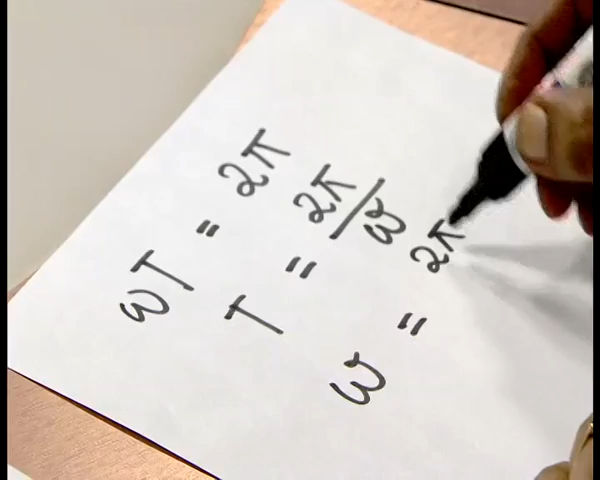 ωT = 2π
T = 2π/ω
ω = 2π